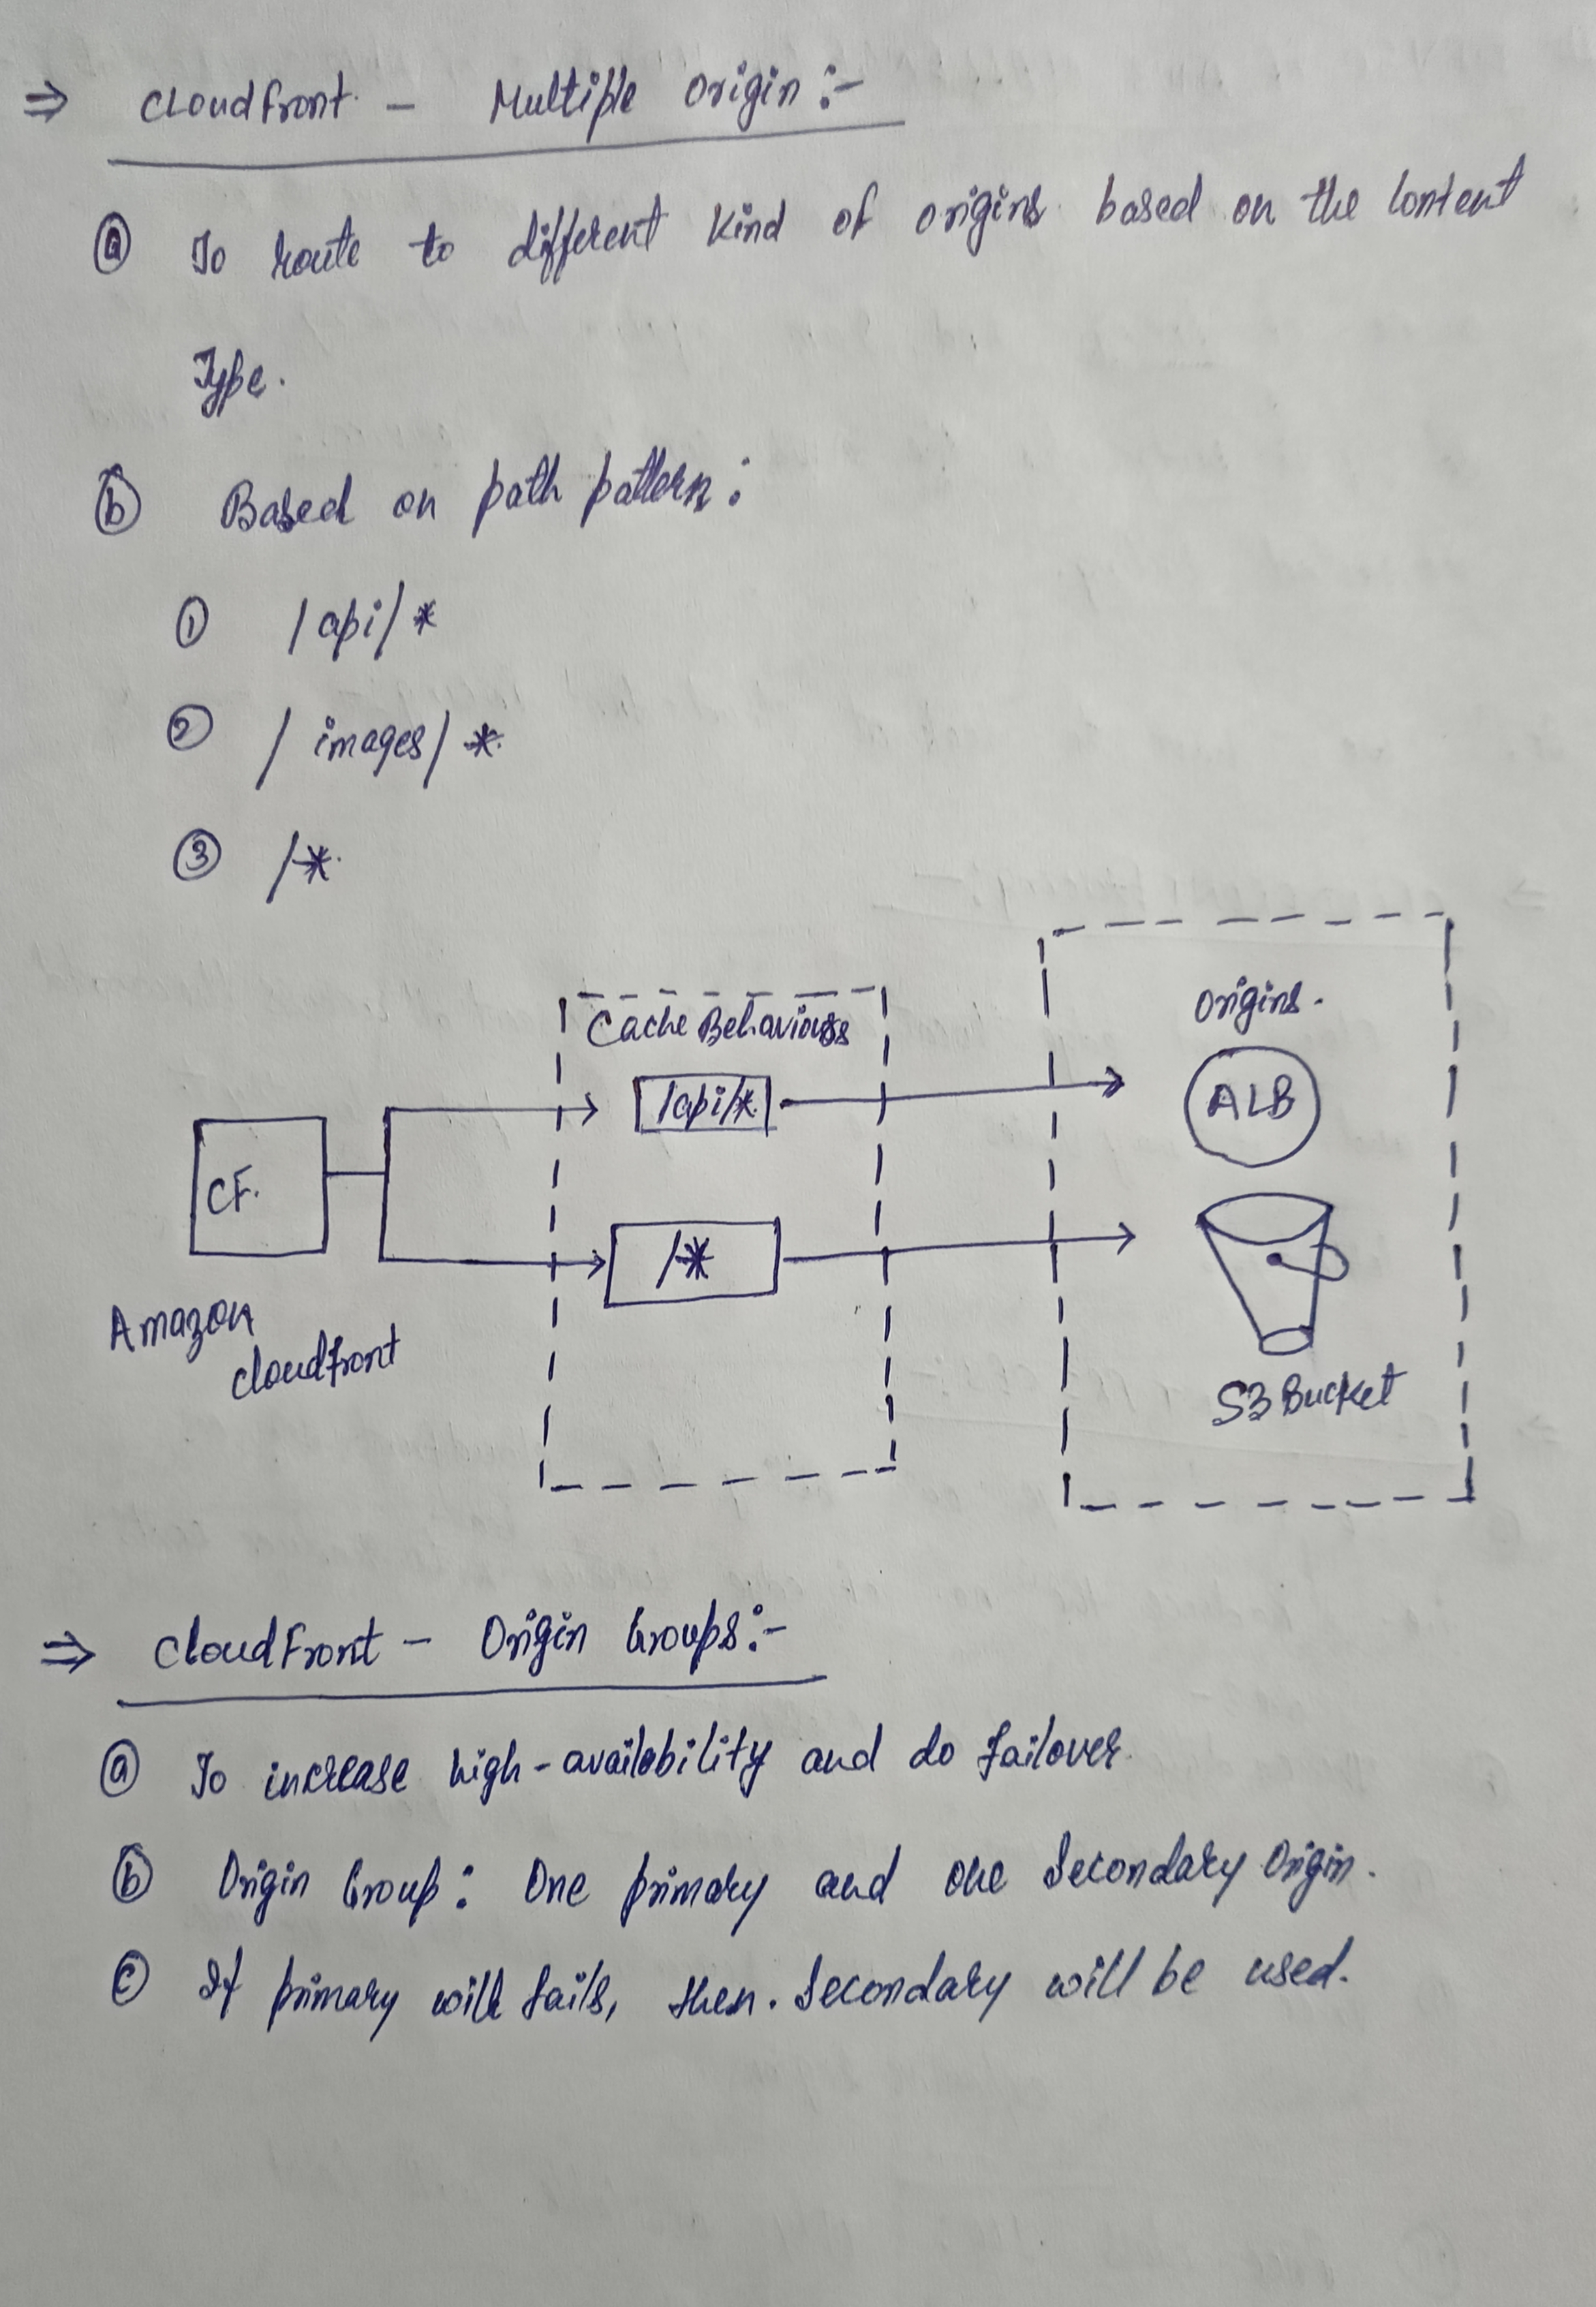 ⇒ CLoudfront - Multiple Origin :-
ⓐ To route to different kind of origins based on the Content
Type.
ⓑ Based on path pattern :
① /api/*
② /images/*
③ /*
Origins.
Cache Behaviours
/api/*
ALB
CF.
/*
Amazon
cloudfront
S3 Bucket
⇒ CloudFront - Origin Groups :-
ⓐ To increase high-availability and do failover
ⓑ Origin Group : One primary and one Secondary Origin.
ⓒ If primary will fails, then. Secondary will be used.